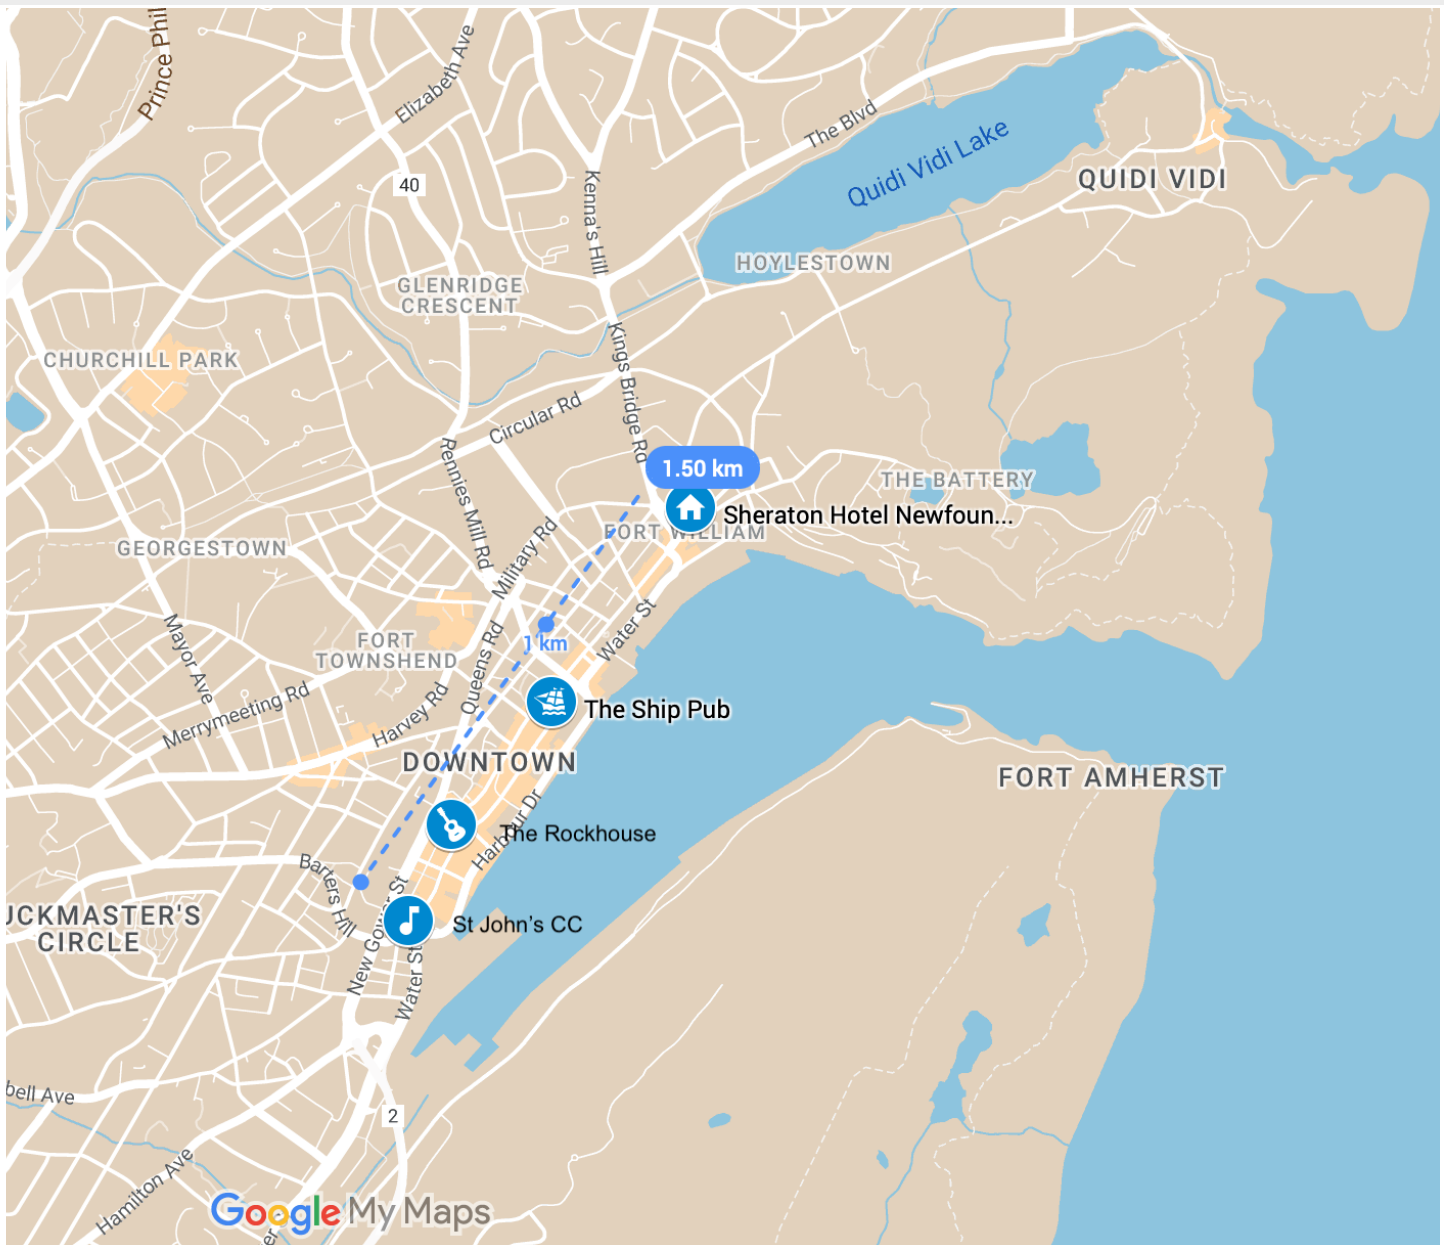 Prince Phil
Elizabeth Ave
The Blvd
Quidi Vidi Lake
QUIDI VIDI
40
Kenna's Hill
HOYLESTOWN
GLENRIDGE
CRESCENT
Kings Bridge Rd
CHURCHILL PARK
Circular Rd
Rennies Mill Rd
1.50 km
THE BATTERY
Sheraton Hotel Newfoun...
FORT WILLIAM
GEORGESTOWN
Military Rd
Mayor Ave
FORT
TOWNSHEND
1 km
Water St
Queens Rd
Merrymeeting Rd
Harvey Rd
The Ship Pub
DOWNTOWN
FORT AMHERST
Harbour Dr
The Rockhouse
Barters Hill
UCKMASTER'S
CIRCLE
New Gower St
St John's CC
Water St
bell Ave
2
Hamilton Ave
Google My Maps
er